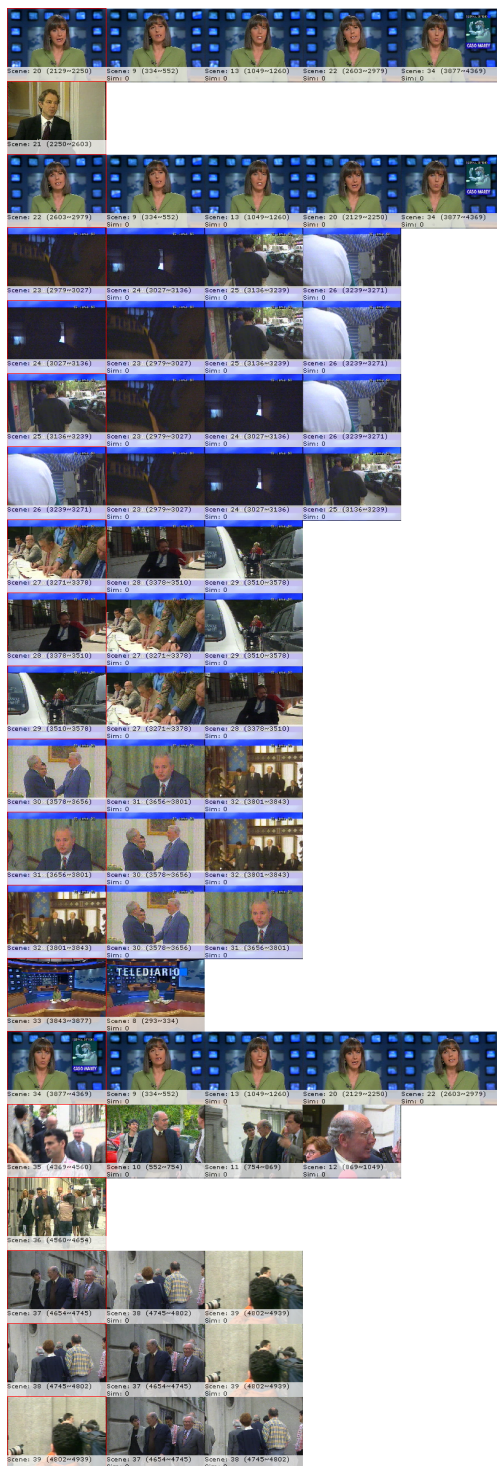 CASO MAREY
Scene: 20 (2129~2250) Scene: 9 (334~552) Scene: 13 (1049~1260) Scene: 22 (2603~2979) Scene: 34 (3877~4369)
Sim: 0 Sim: 0 Sim: 0 Sim: 0
Scene: 21 (2250~2603)
CASO MAREY
Scene: 22 (2603~2979) Scene: 9 (334~552) Scene: 13 (1049~1260) Scene: 20 (2129~2250) Scene: 34 (3877~4369)
Sim: 0 Sim: 0 Sim: 0 Sim: 0
Scene: 23 (2979~3027) Scene: 24 (3027~3136) Scene: 25 (3136~3239) Scene: 26 (3239~3271)
Sim: 0 Sim: 0 Sim: 0
Scene: 24 (3027~3136) Scene: 23 (2979~3027) Scene: 25 (3136~3239) Scene: 26 (3239~3271)
Sim: 0 Sim: 0 Sim: 0
Scene: 25 (3136~3239) Scene: 23 (2979~3027) Scene: 24 (3027~3136) Scene: 26 (3239~3271)
Sim: 0 Sim: 0 Sim: 0
Scene: 26 (3239~3271) Scene: 23 (2979~3027) Scene: 24 (3027~3136) Scene: 25 (3136~3239)
Sim: 0 Sim: 0 Sim: 0
Scene: 27 (3271~3378) Scene: 28 (3378~3510) Scene: 29 (3510~3578)
Sim: 0 Sim: 0
Scene: 28 (3378~3510) Scene: 27 (3271~3378) Scene: 29 (3510~3578)
Sim: 0 Sim: 0
Scene: 29 (3510~3578) Scene: 27 (3271~3378) Scene: 28 (3378~3510)
Sim: 0 Sim: 0
Scene: 30 (3578~3656) Scene: 31 (3656~3801) Scene: 32 (3801~3843)
Sim: 0 Sim: 0
Scene: 31 (3656~3801) Scene: 30 (3578~3656) Scene: 32 (3801~3843)
Sim: 0 Sim: 0
Scene: 32 (3801~3843) Scene: 30 (3578~3656) Scene: 31 (3656~3801)
Sim: 0 Sim: 0
TELEDIARIO
Scene: 33 (3843~3877) Scene: 8 (293~334)
Sim: 0
CASO MAREY
Scene: 34 (3877~4369) Scene: 9 (334~552) Scene: 13 (1049~1260) Scene: 20 (2129~2250) Scene: 22 (2603~2979)
Sim: 0 Sim: 0 Sim: 0 Sim: 0
Scene: 35 (4369~4560) Scene: 10 (552~754) Scene: 11 (754~869) Scene: 12 (869~1049)
Sim: 0 Sim: 0 Sim: 0
Scene: 36 (4560~4654)
Scene: 37 (4654~4745) Scene: 38 (4745~4802) Scene: 39 (4802~4939)
Sim: 0 Sim: 0
Scene: 38 (4745~4802) Scene: 37 (4654~4745) Scene: 39 (4802~4939)
Sim: 0 Sim: 0
Scene: 39 (4802~4939) Scene: 37 (4654~4745) Scene: 38 (4745~4802)
Sim: 0 Sim: 0